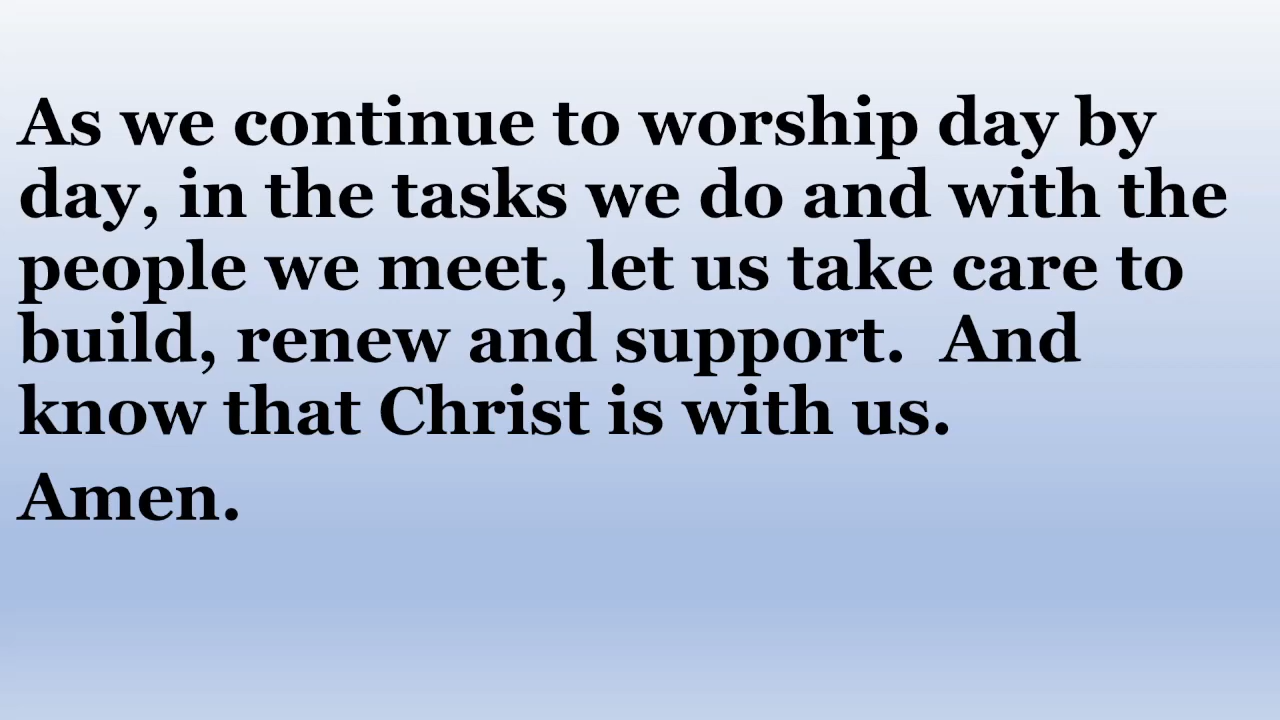 As we continue to worship day by
day, in the tasks we do and with the
people we meet, let us take care to
build, renew and support.  And
know that Christ is with us.
Amen.